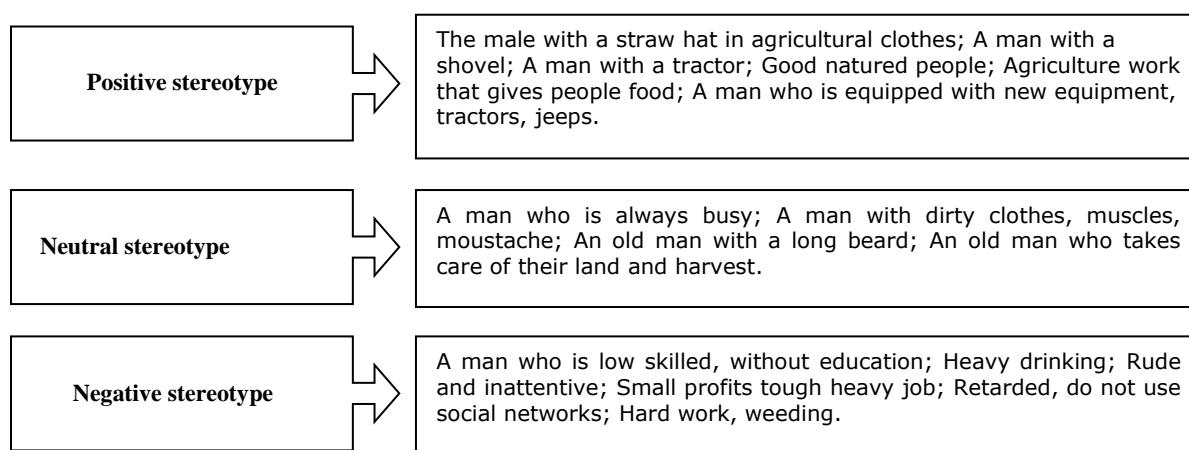 Positive stereotype
The male with a straw hat in agricultural clothes; A man with a
shovel; A man with a tractor; Good natured people; Agriculture work
that gives people food; A man who is equipped with new equipment,
tractors, jeeps.
Neutral stereotype
A man who is always busy; A man with dirty clothes, muscles,
moustache; An old man with a long beard; An old man who takes
care of their land and harvest.
Negative stereotype
A man who is low skilled, without education; Heavy drinking; Rude
and inattentive; Small profits tough heavy job; Retarded, do not use
social networks; Hard work, weeding.